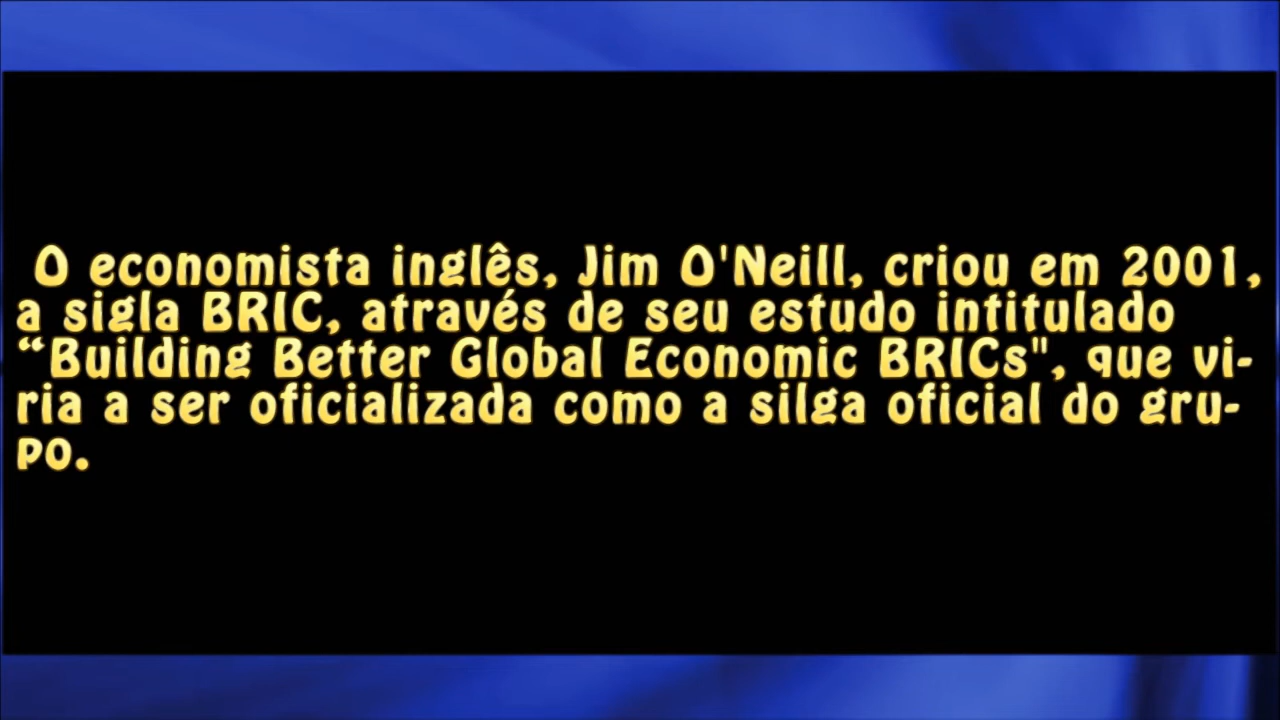 O economista inglês, Jim O'Neill, criou em 2001,
a sigla BRIC, através de seu estudo intitulado
“Building Better Global Economic BRICs", que vi-
ria a ser oficializada como a silga oficial do gru-
po.